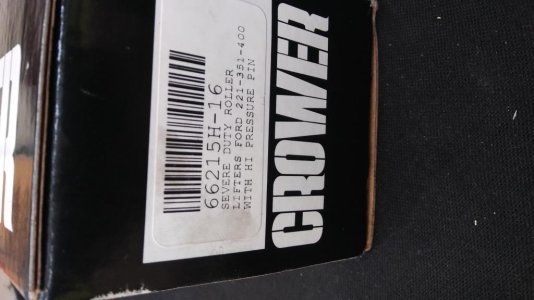 66215H-16
SEVERE DUTY ROLLER
LIFTERS FORD 221-351-400
WITH HI PRESSURE PIN
CROWER
R